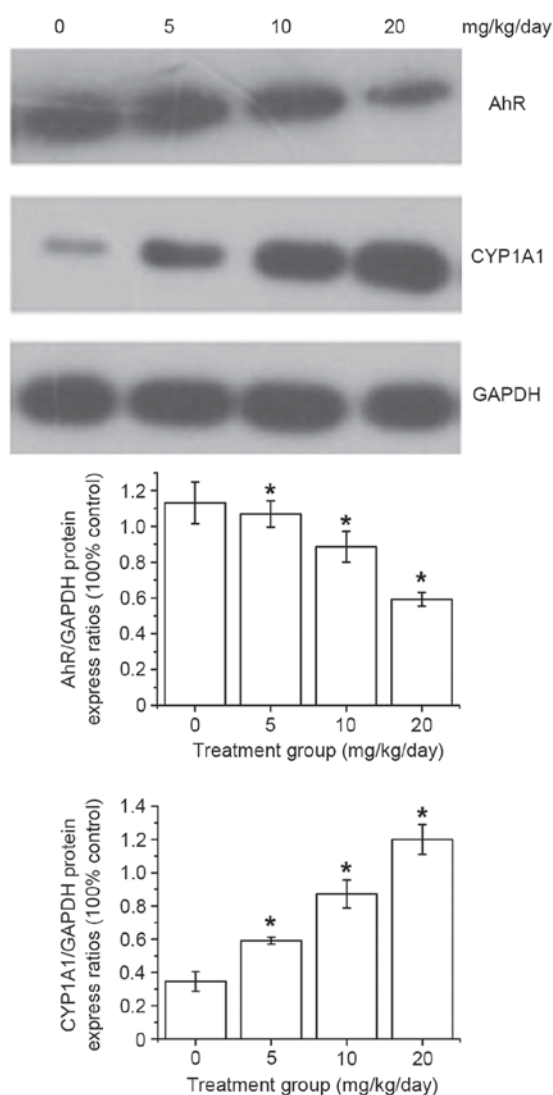 0 5 10 20 mg/kg/day
AhR
CYP1A1
GAPDH
AhR/GAPDH protein
express ratios (100% control)
1.2
1.0
0.8
0.6
0.4
0.2
0
* * *
0 5 10 20
Treatment group (mg/kg/day)
CYP1A1/GAPDH protein
express ratios (100% control)
1.4
1.2
1.0
0.8
0.6
0.4
0.2
0
* * *
0 5 10 20
Treatment group (mg/kg/day)